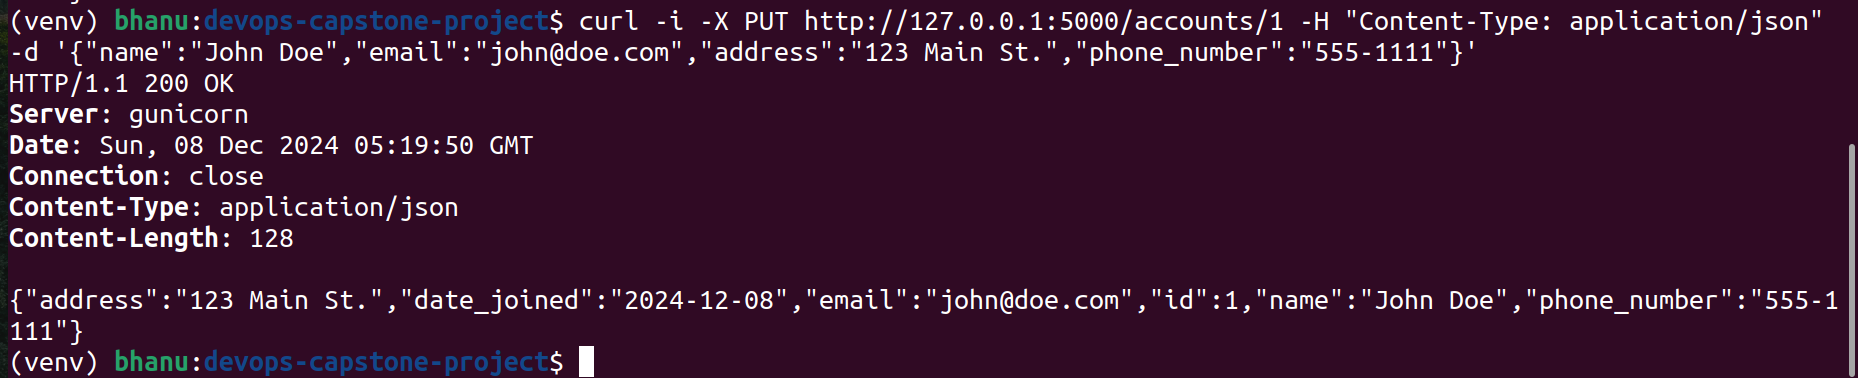 (venv) bhanu:devops-capstone-project$ curl -i -X PUT http://127.0.0.1:5000/accounts/1 -H "Content-Type: application/json"
-d '{"name":"John Doe","email":"john@doe.com","address":"123 Main St.","phone_number":"555-1111"}'
HTTP/1.1 200 OK
Server: gunicorn
Date: Sun, 08 Dec 2024 05:19:50 GMT
Connection: close
Content-Type: application/json
Content-Length: 128

{"address":"123 Main St.","date_joined":"2024-12-08","email":"john@doe.com","id":1,"name":"John Doe","phone_number":"555-1
111"}
(venv) bhanu:devops-capstone-project$